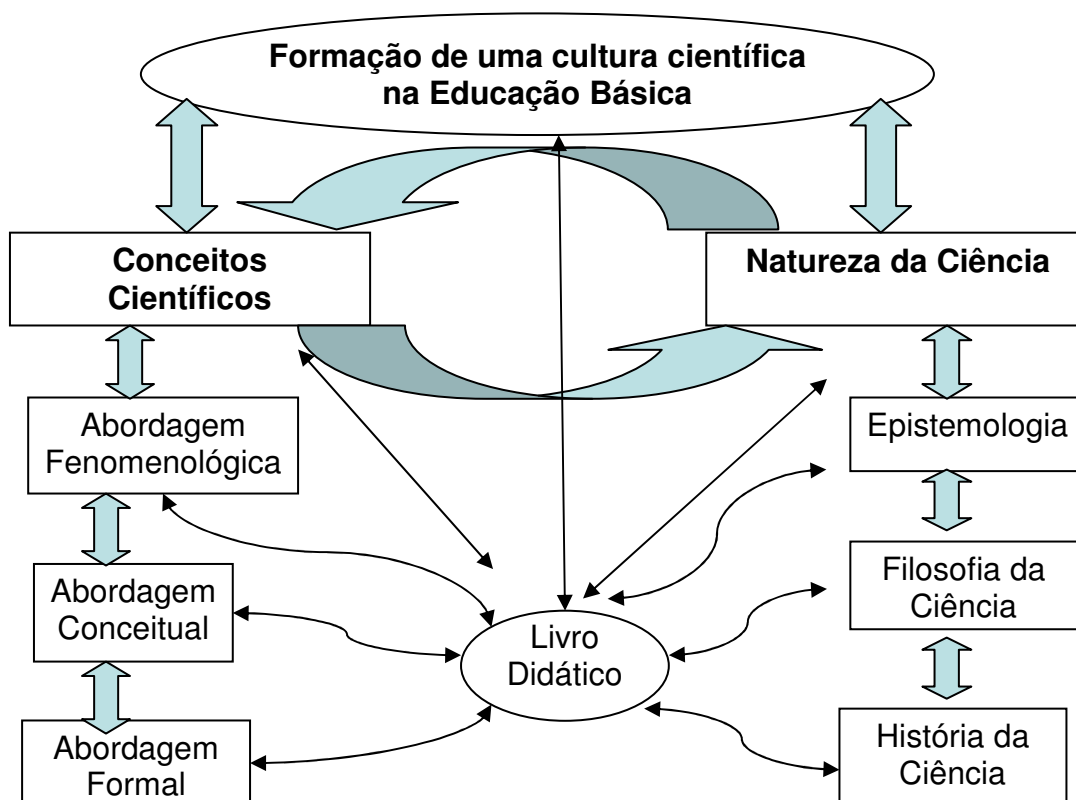 Formação de uma cultura científica
na Educação Básica
Conceitos
Científicos
Natureza da Ciência
Abordagem
Fenomenológica
Epistemologia
Abordagem
Conceitual
Filosofia da
Ciência
Livro
Didático
Abordagem
Formal
História da
Ciência